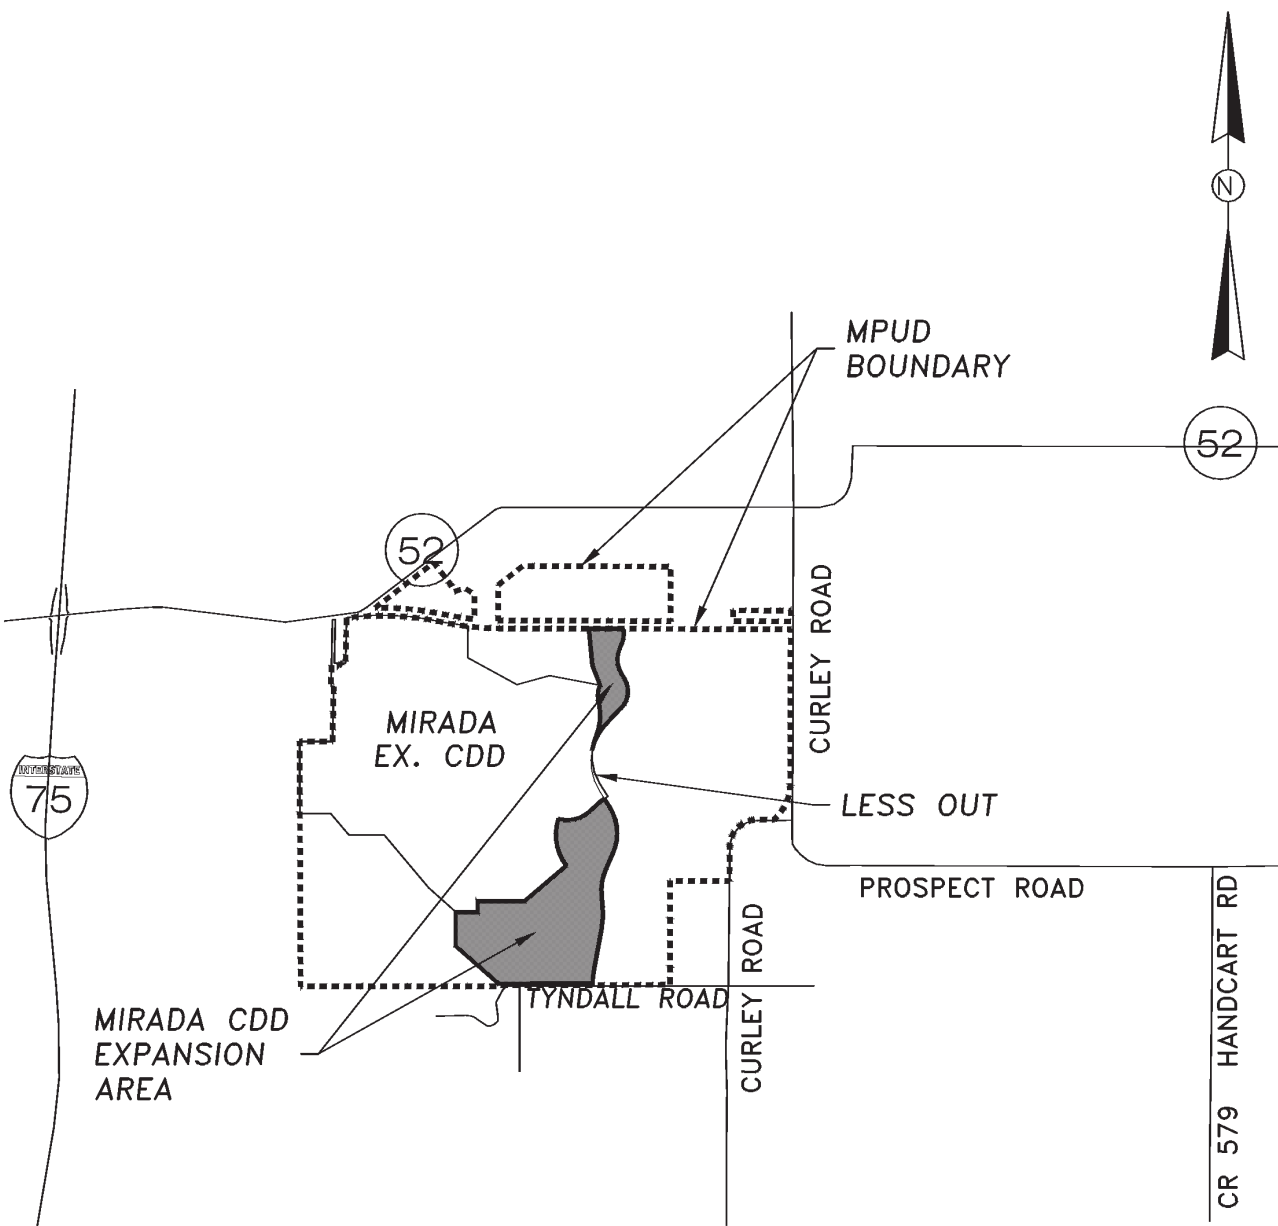 N
MPUD
BOUNDARY
52
52
CURLEY ROAD
MIRADA
EX. CDD
INTERSTATE
75
LESS OUT
PROSPECT ROAD
CURLEY ROAD
TYNDALL ROAD
CR 579 HANDCART RD
MIRADA CDD
EXPANSION
AREA